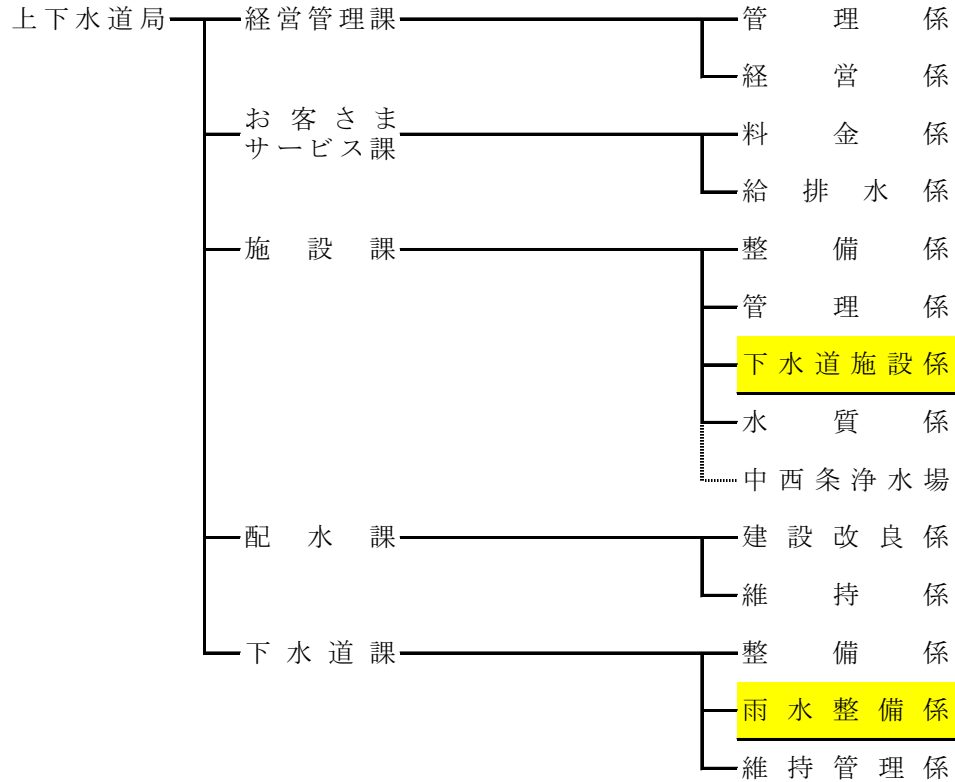 上下水道局 経営管理課 管理係
経営係
お客さま
サービス課
料金係
給排水係
施設課 整備係
管理係
下水道施設係
水質係
中西条浄水場
配水課 建設改良係
維持係
下水道課 整備係
雨水整備係
維持管理係